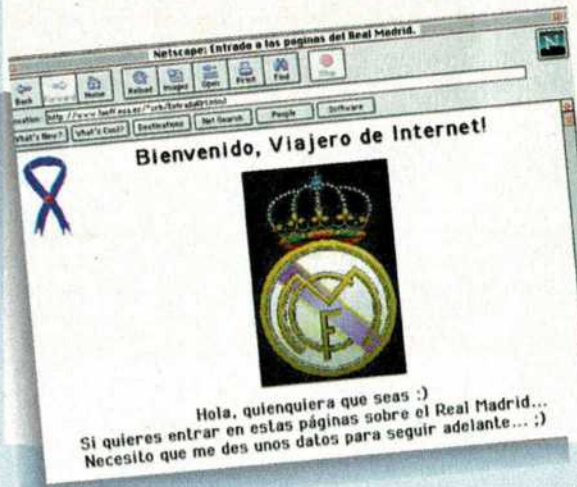 Netscape: Entrada a las paginas del Real Madrid.
Back Forward Home Reload Images Open Print Find Stop
What's New? What's Cool? Destinations Net Search People Software
Bienvenido, Viajero de Internet!
Hola, quienquiera que seas :)
Si quieres entrar en estas páginas sobre el Real Madrid...
Necesito que me des unos datos para seguir adelante... ;)